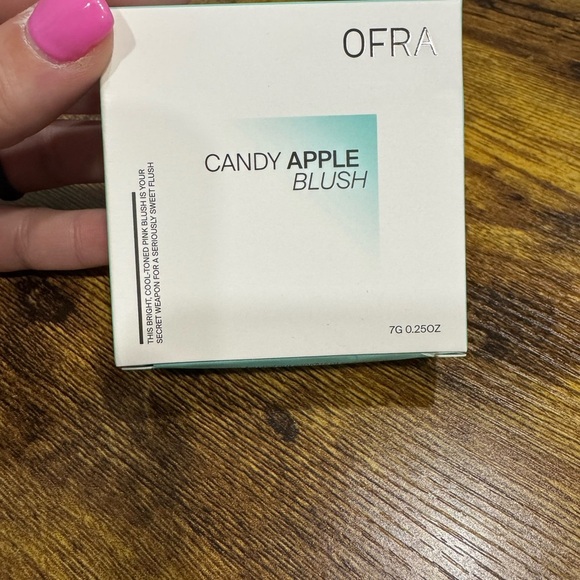 OFRA
CANDY APPLE
BLUSH
THIS BRIGHT, COOL-TONED PINK BLUSH IS YOUR
SECRET WEAPON FOR A SERIOUSLY SWEET FLUSH
7G 0.25OZ